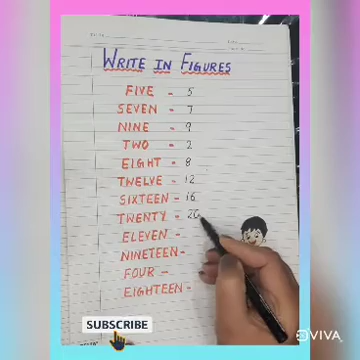 WRITE IN FIGURES
FIVE - 5
SEVEN - 7
NINE - 9
TWO - 2
EIGHT - 8
TWELVE - 12
SIXTEEN - 16
TWENTY - 20
ELEVEN -
NINETEEN -
FOUR -
EIGHTEEN -
SUBSCRIBE
VIVA